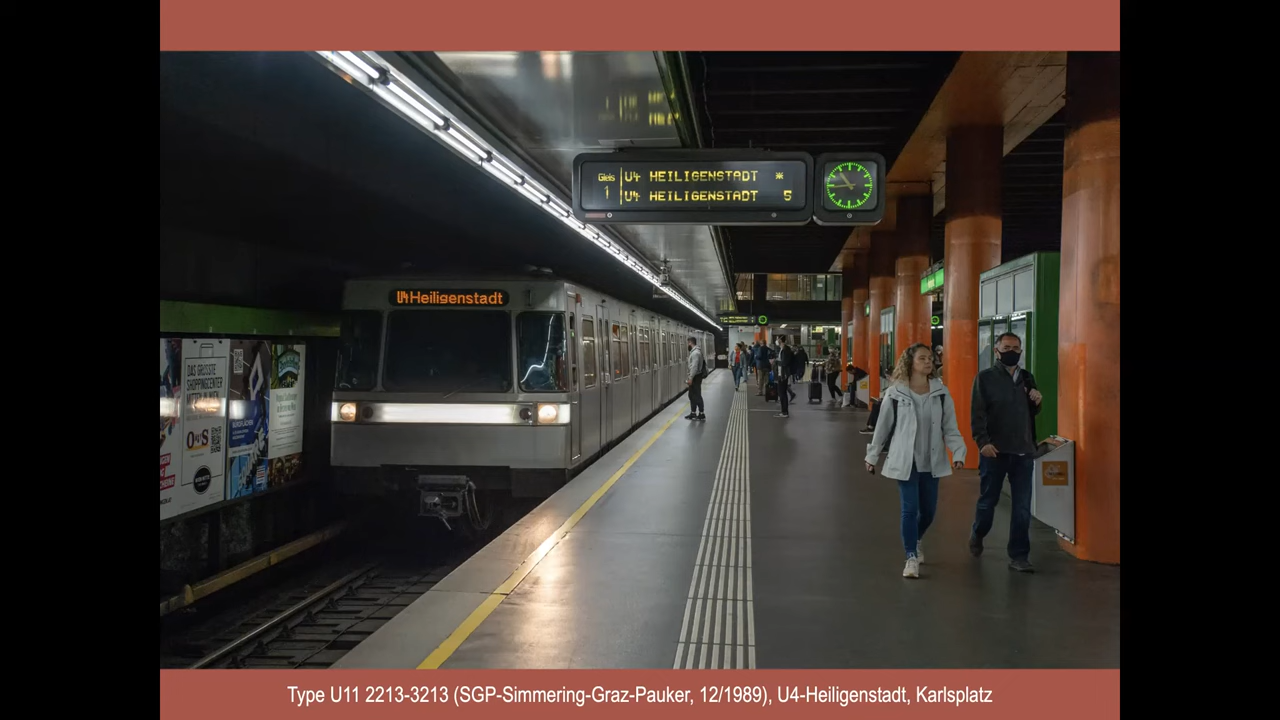 Gleis
1
U4 HEILIGENSTADT *
U4 HEILIGENSTADT 5
U4 Heiligenstadt
DAS GRÖSSTE
SHOPPINGCENTER
Type U11 2213-3213 (SGP-Simmering-Graz-Pauker, 12/1989), U4-Heiligenstadt, Karlsplatz